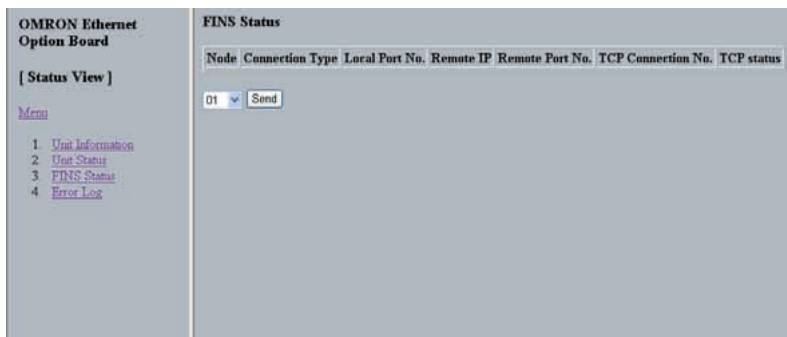 OMRON Ethernet
Option Board
[ Status View ]
Menu
1. Unit Information
2 Unit Status
3. FINS Status
4 Error Log
FINS Status
Node Connection Type Local Port No. Remote IP Remote Port No. TCP Connection No. TCP status
01 Send